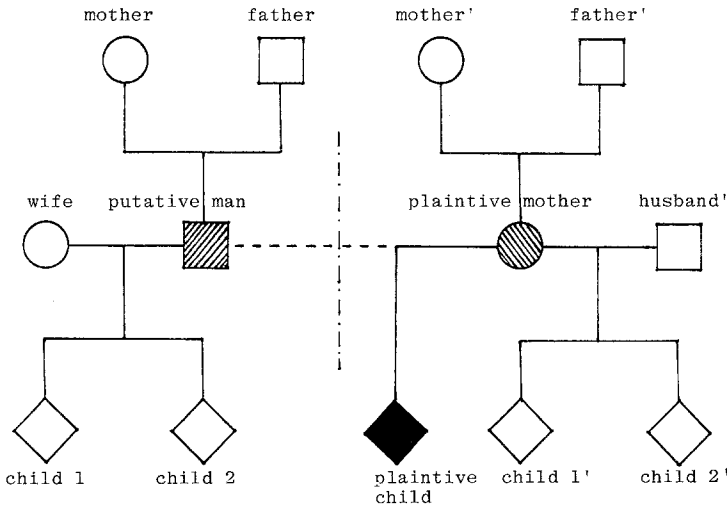 mother father mother' father'
wife putative man plaintive mother husband'
child 1 child 2 plaintive child 1' child 2'
child